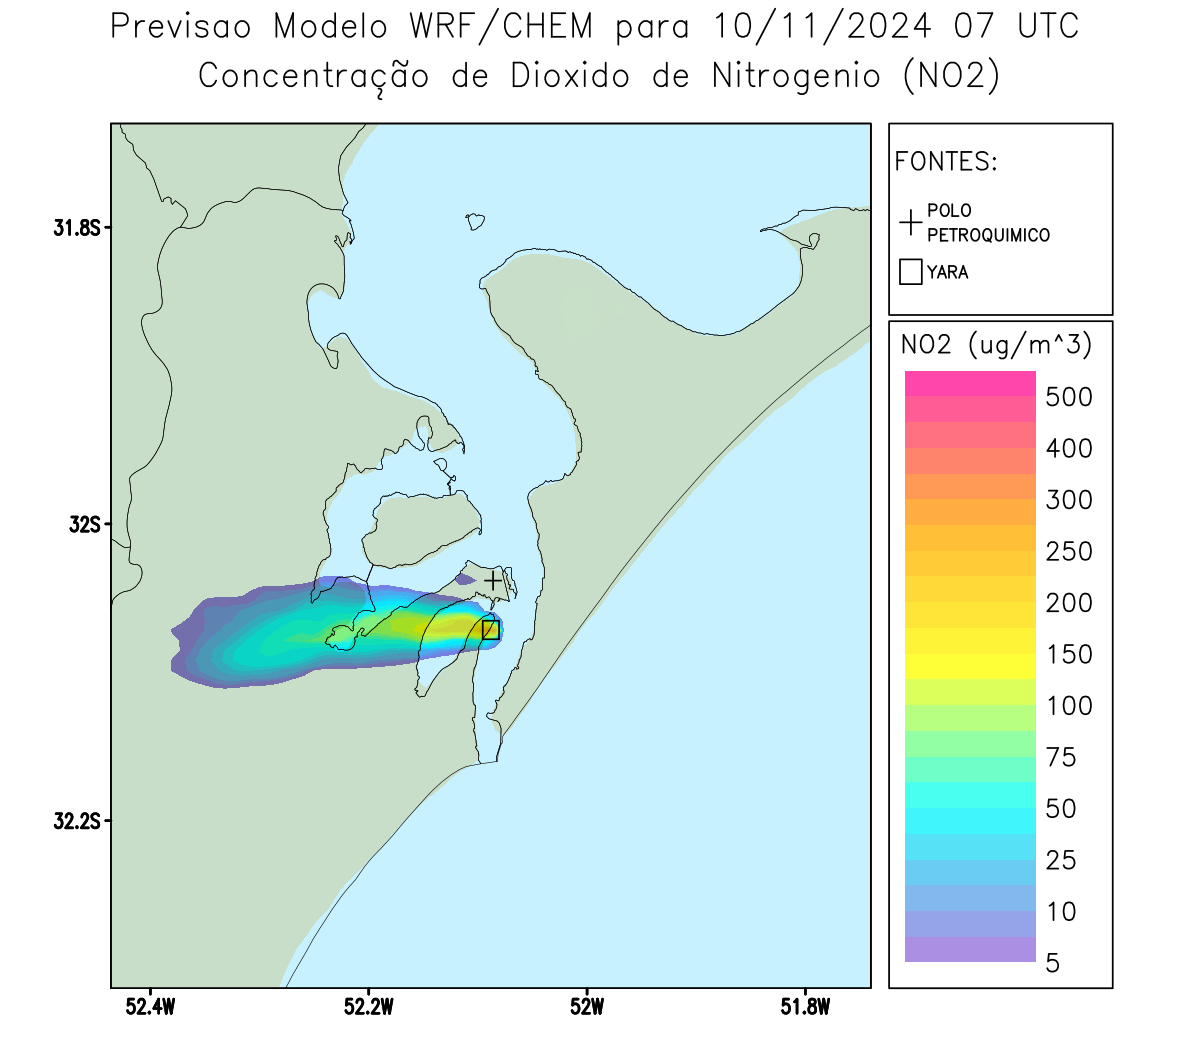 Previsao Modelo WRF/CHEM para 10/11/2024 07 UTC
Concentração de Dioxido de Nitrogenio (NO2)
FONTES:
POLO
PETROQUIMICO
YARA
NO2 (ug/m^3)
500
400
300
250
200
150
100
75
50
25
10
5
31.8S
32S
32.2S
52.4W
52.2W
52W
51.8W